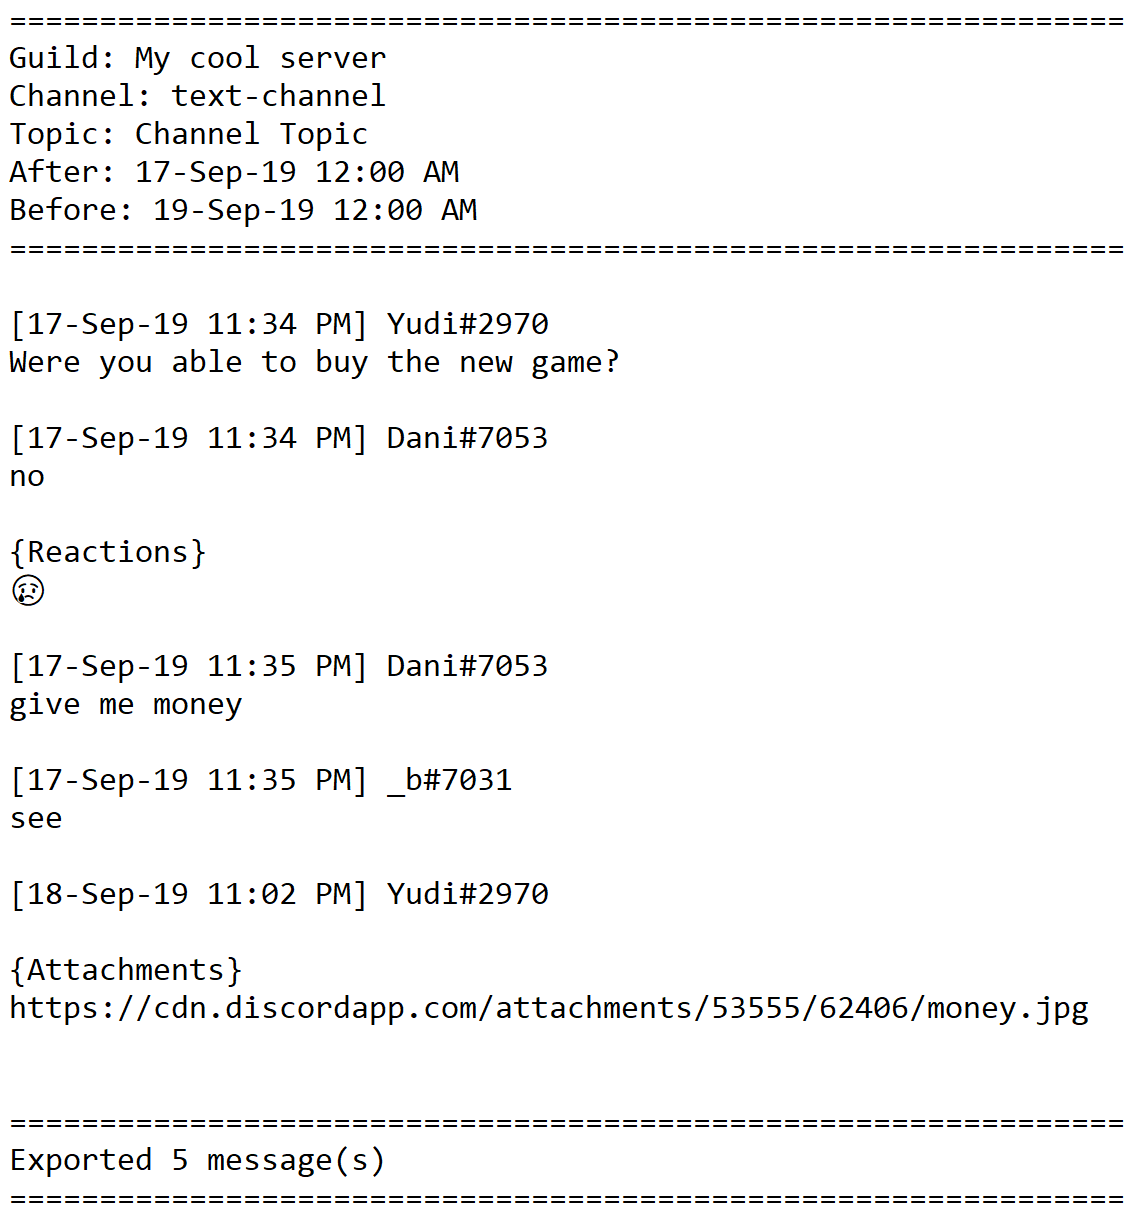 ==============================================================
Guild: My cool server
Channel: text-channel
Topic: Channel Topic
After: 17-Sep-19 12:00 AM
Before: 19-Sep-19 12:00 AM
==============================================================
[17-Sep-19 11:34 PM] Yudi#2970
Were you able to buy the new game?
[17-Sep-19 11:34 PM] Dani#7053
no
{Reactions}
😢
[17-Sep-19 11:35 PM] Dani#7053
give me money
[17-Sep-19 11:35 PM] _b#7031
see
[18-Sep-19 11:02 PM] Yudi#2970
{Attachments}
https://cdn.discordapp.com/attachments/53555/62406/money.jpg
==============================================================
Exported 5 message(s)
==============================================================